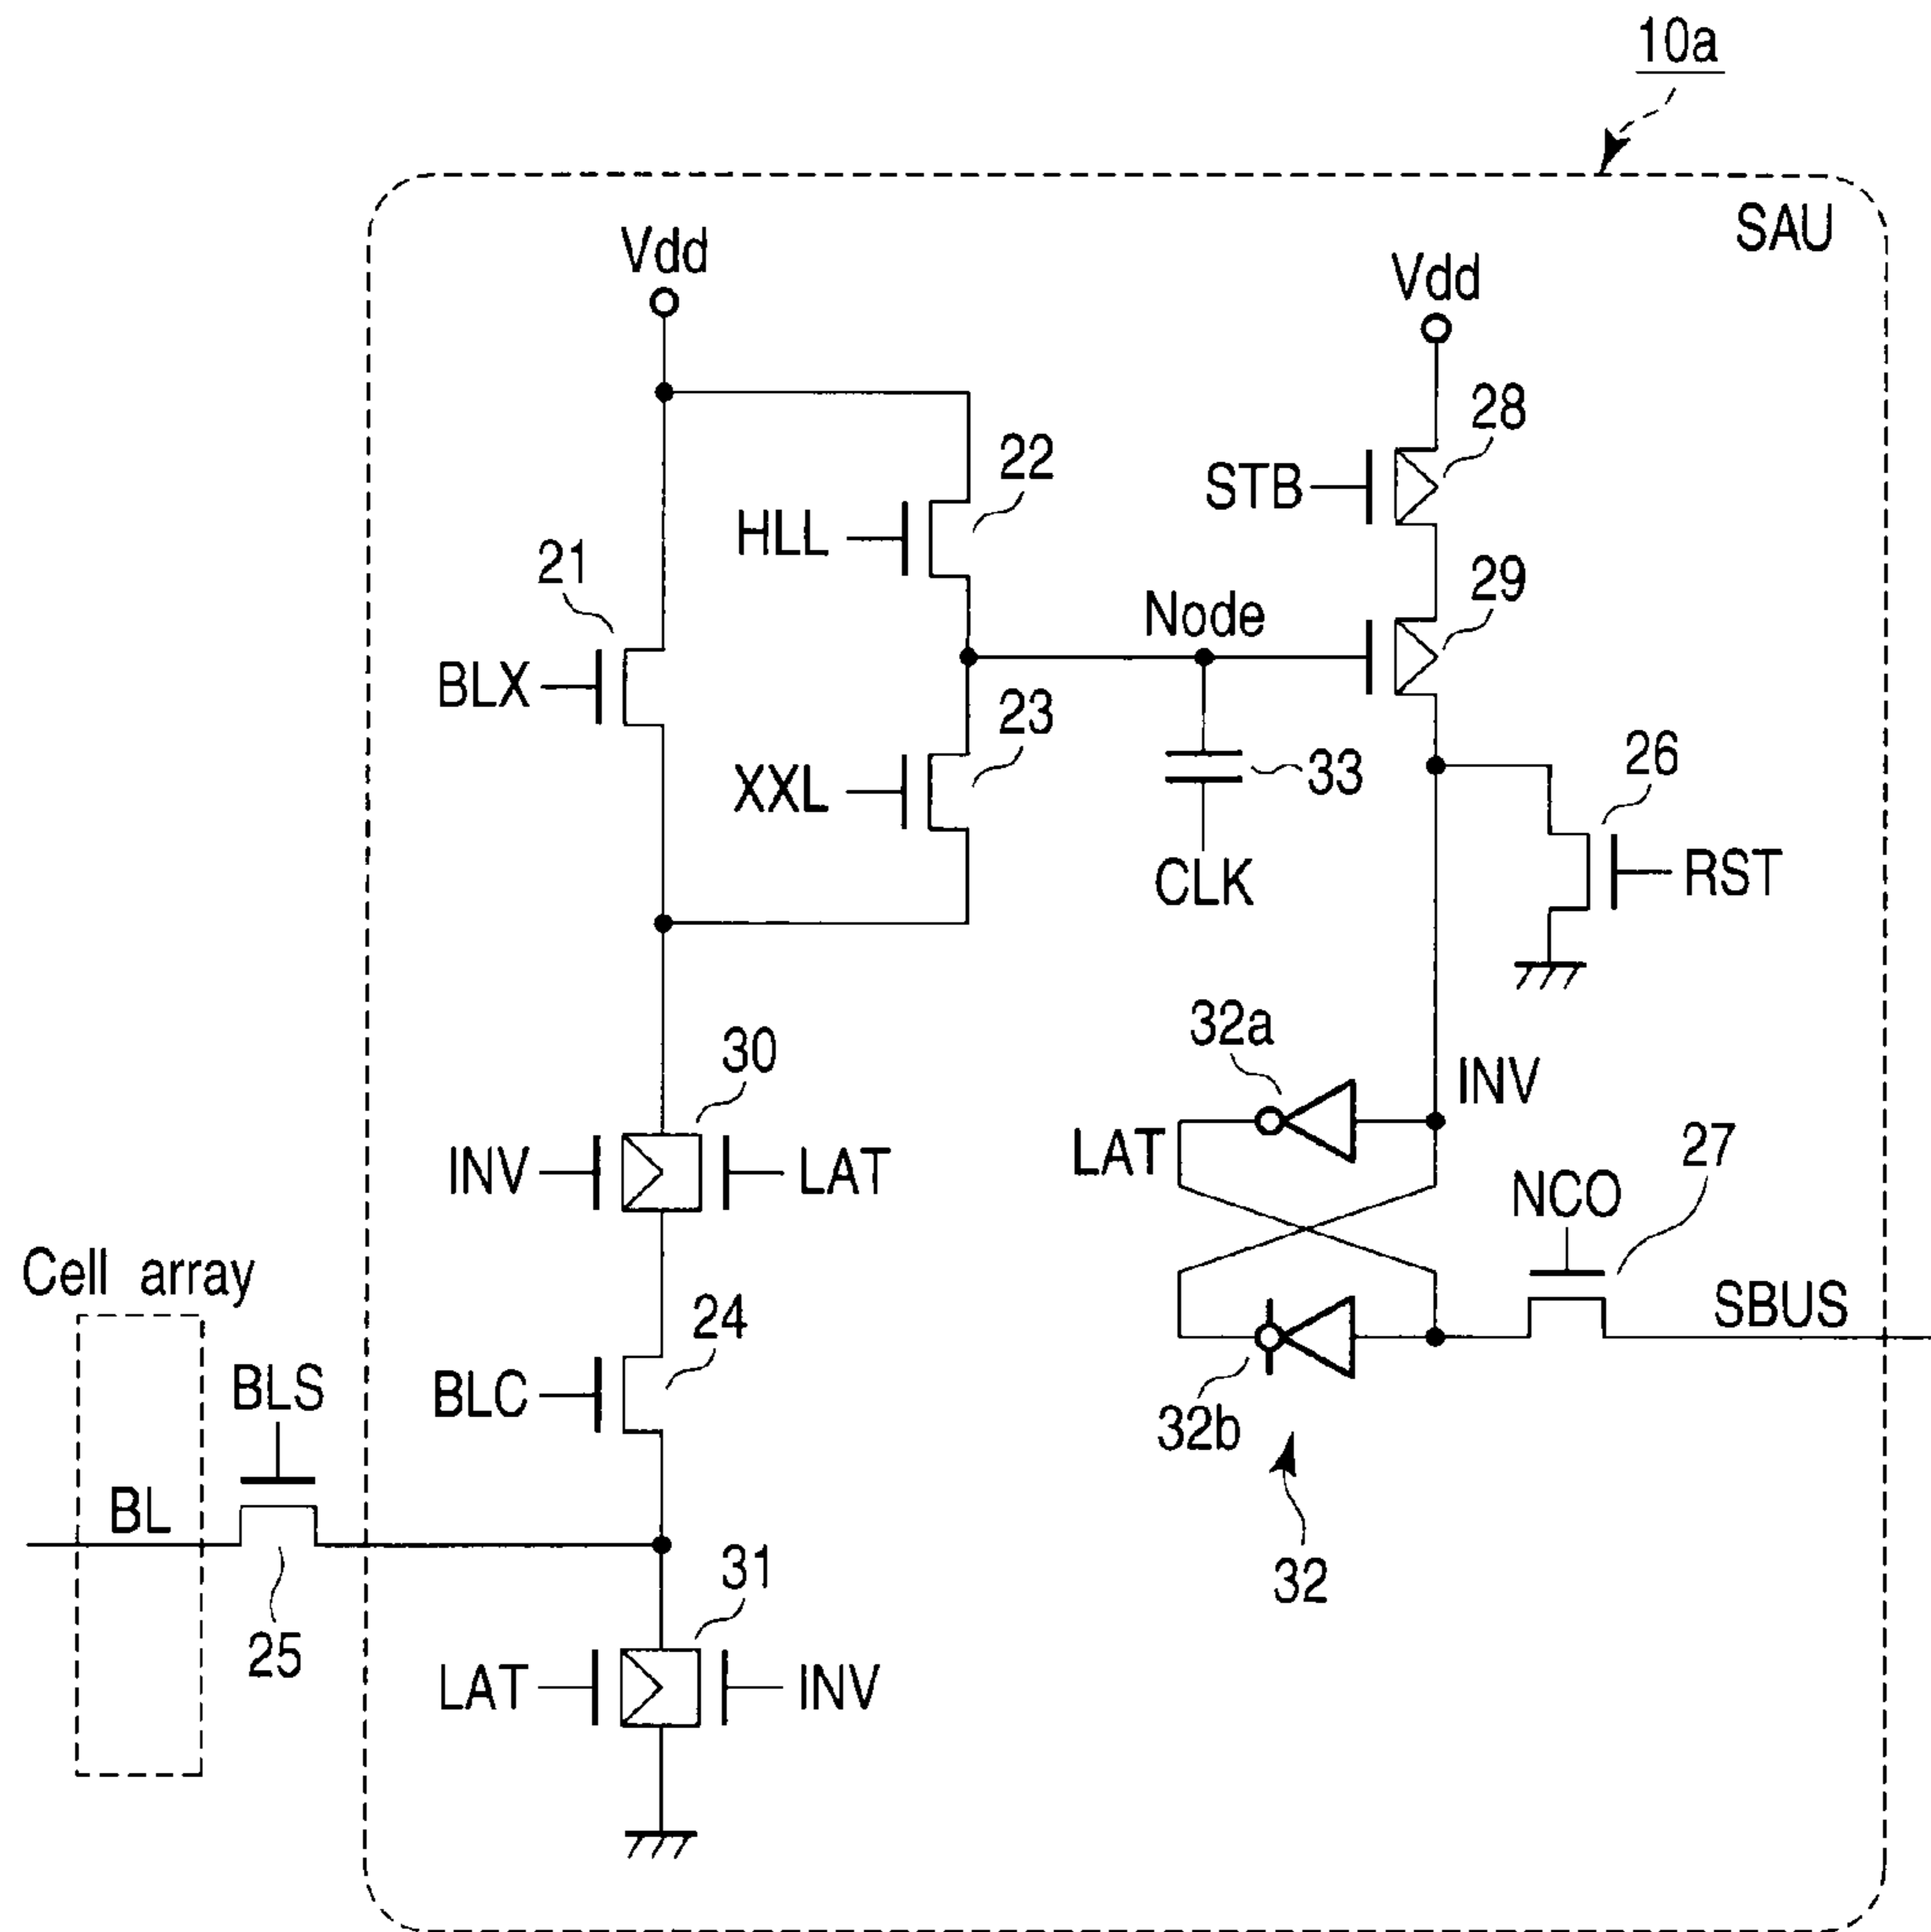 10a
SAU
Vdd
Vdd
28
STB
22
HLL
21
29
Node
BLX
23
26
XXL
33
CLK
RST
32a
30
INV
LAT
27
INV
LAT
NCO
Cell array
24
SBUS
BLS
BLC
32b
BL
31
32
25
LAT
INV